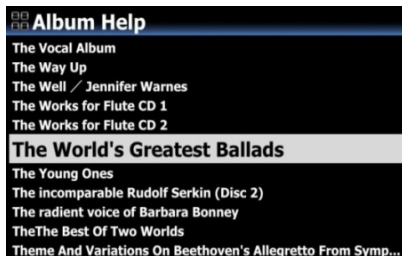 Album Help
The Vocal Album
The Way Up
The Well ／ Jennifer Warnes
The Works for Flute CD 1
The Works for Flute CD 2
The World's Greatest Ballads
The Young Ones
The incomparable Rudolf Serkin (Disc 2)
The radient voice of Barbara Bonney
TheThe Best Of Two Worlds
Theme And Variations On Beethoven's Allegretto From Symp...